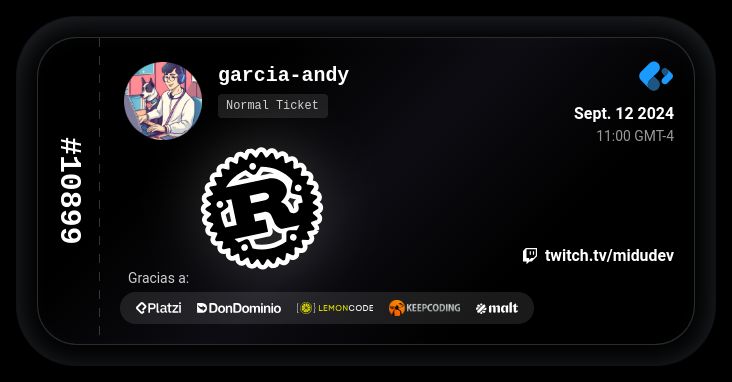 #10899
garcia-andy
Normal Ticket
Sept. 12 2024
11:00 GMT-4
R
twitch.tv/midudev
Gracias a:
Platzi DonDominio LEMONCODE KEEPCODING malt